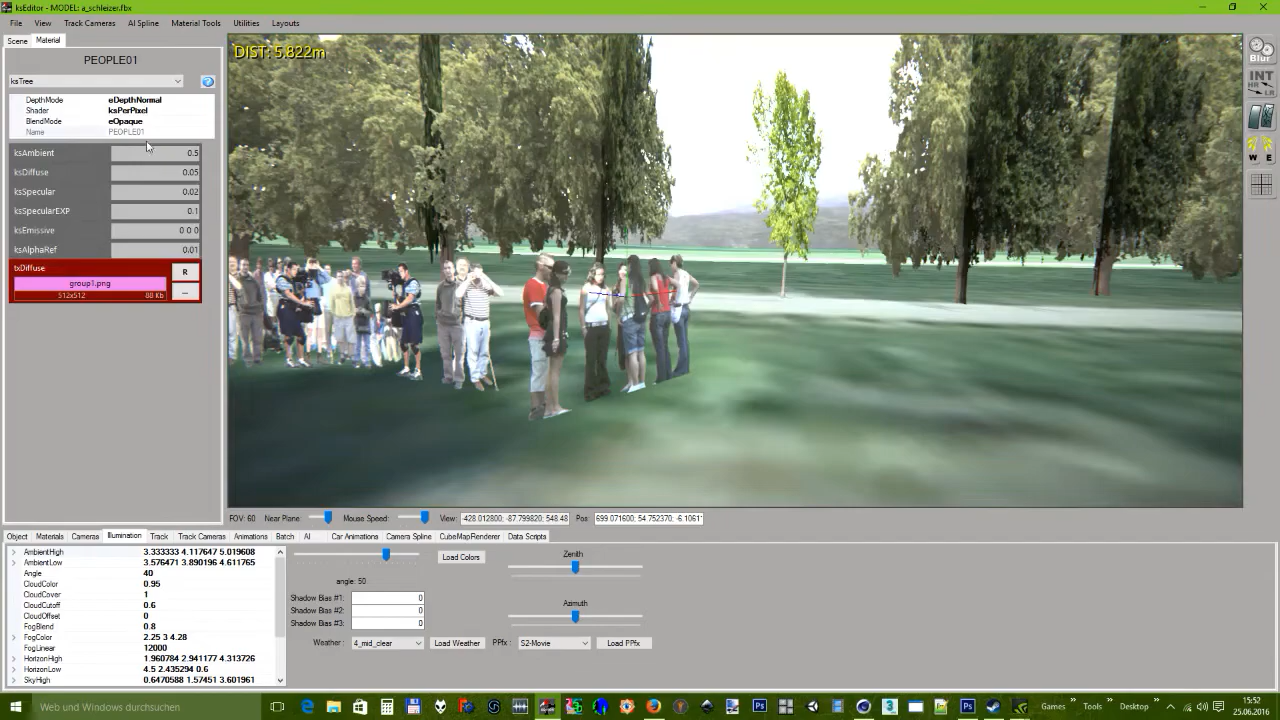 ksEditor - MODEL: a_schleizer.fbx
File View Track Cameras AI Spline Material Tools Utilities Layouts
Scene Material
PEOPLE01
ksTree
DepthMode eDepthNormal
Shader ksPerPixel
BlendMode eOpaque
Name PEOPLE01
ksAmbient 0.5
ksDiffuse 0.05
ksSpecular 0.02
ksSpecularEXP 0.1
ksEmissive 0 0 0
ksAlphaRef 0.01
txDiffuse R
group1.png
512x512 88 Kb
...
DIST: 5.822m
Blur
INT
HR LR
W E
FOV: 60 Near Plane: Mouse Speed: View: -428.012800; -87.799820; 548.48 Pos: 699.071600; 54.752370; -6.1061
Object Materials Cameras Illumination Track Track Cameras Animations Batch AI Car Animations Camera Spline CubeMapRenderer Data Scripts
AmbientHigh 3.333333 4.117647 5.019608
AmbientLow 3.576471 3.890196 4.611765
Angle 40
CloudColor 0.95
CloudCover 1
CloudCutoff 0.6
CloudOffset 0
FogBlend 0.8
FogColor 2.25 3 4.28
FogLinear 12000
HorizonHigh 1.960784 2.941177 4.313726
HorizonLow 4.5 2.435294 0.6
SkyHigh 0.6470588 1.57451 3.601961
Load Colors
angle: 50
Shadow Bias #1: 0
Shadow Bias #2: 0
Shadow Bias #3: 0
Weather : 4_mid_clear Load Weather PPfx : S2-Movie Load PPfx
Zenith
Azimuth
Web und Windows durchsuchen
Games Tools Desktop
15:52
25.06.2016